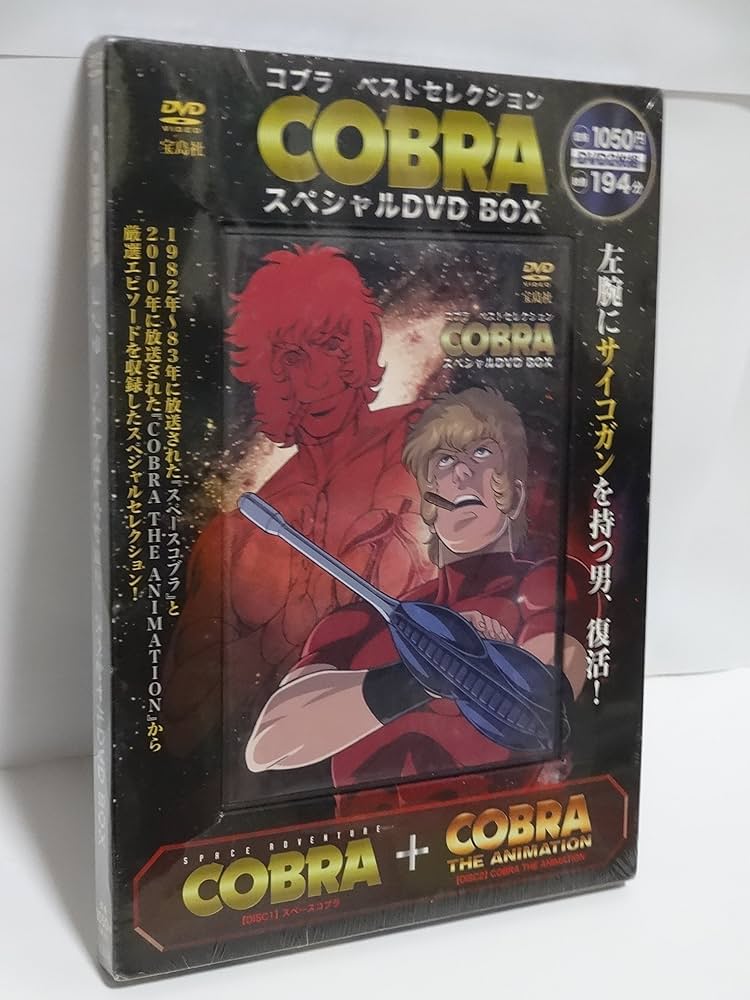 コブラ ベストセレクション
COBRA
スペシャルDVD BOX
DVD
VIDEO
宝島社
1050円
194分
左腕にサイコガンを持つ男、復活!
1982年~83年に放送された『スペースコブラ』と
2010年に放送された『COBRA THE ANIMATION』から
厳選エピソードを収録したスペシャルセレクション!
DVD
VIDEO
宝島社
コブラ ベストセレクション
COBRA
スペシャルDVD BOX
SPACE ADVENTURE
COBRA
【DISC1】スペースコブラ
+
COBRA
THE ANIMATION
【DISC2】COBRA THE ANIMATION